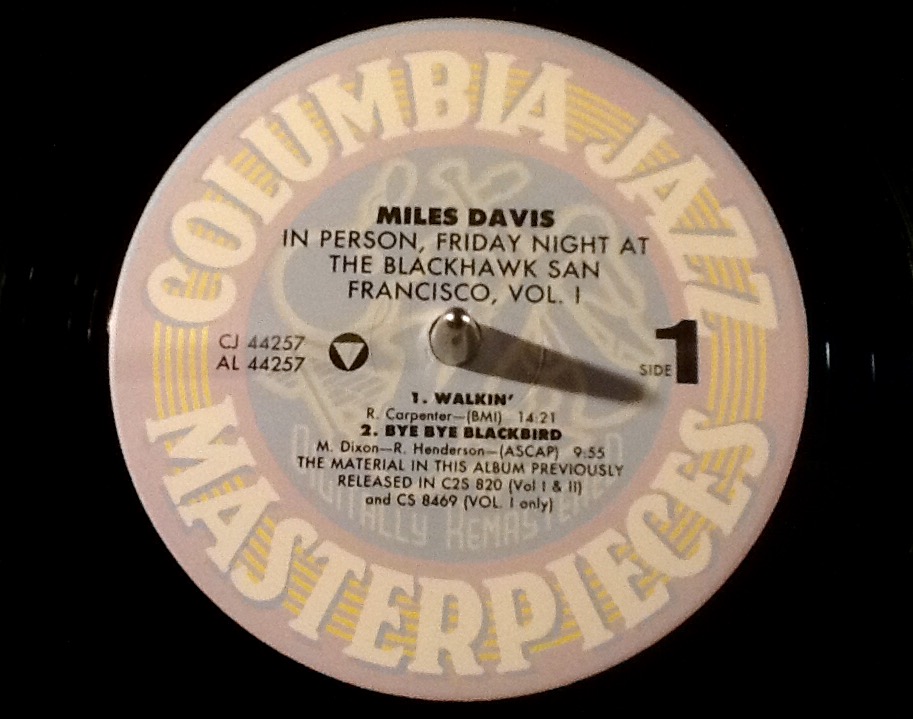 COLUMBIA JAZZ
MILES DAVIS
IN PERSON, FRIDAY NIGHT AT
THE BLACKHAWK SAN
FRANCISCO, VOL. I
CJ 44257
AL 44257
SIDE 1
1. WALKIN'
R. Carpenter—(BMI) 14:21
2. BYE BYE BLACKBIRD
M. Dixon—R. Henderson—(ASCAP) 9:55
THE MATERIAL IN THIS ALBUM PREVIOUSLY
RELEASED IN C2S 820 (Vol I & II)
and CS 8469 (VOL. I only)
DIGITALLY REMASTERED
MASTERPIECES